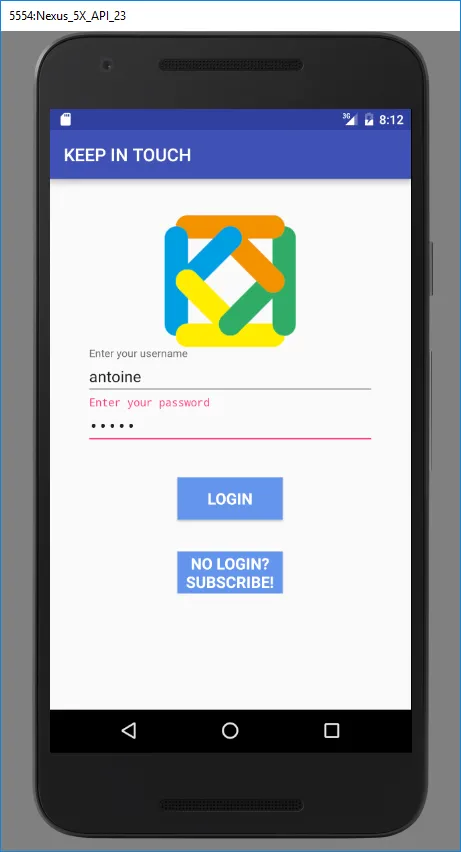 5554:Nexus_5X_API_23
3G 8:12
KEEP IN TOUCH
Enter your username
antoine
Enter your password
•••••
LOGIN
NO LOGIN?
SUBSCRIBE!